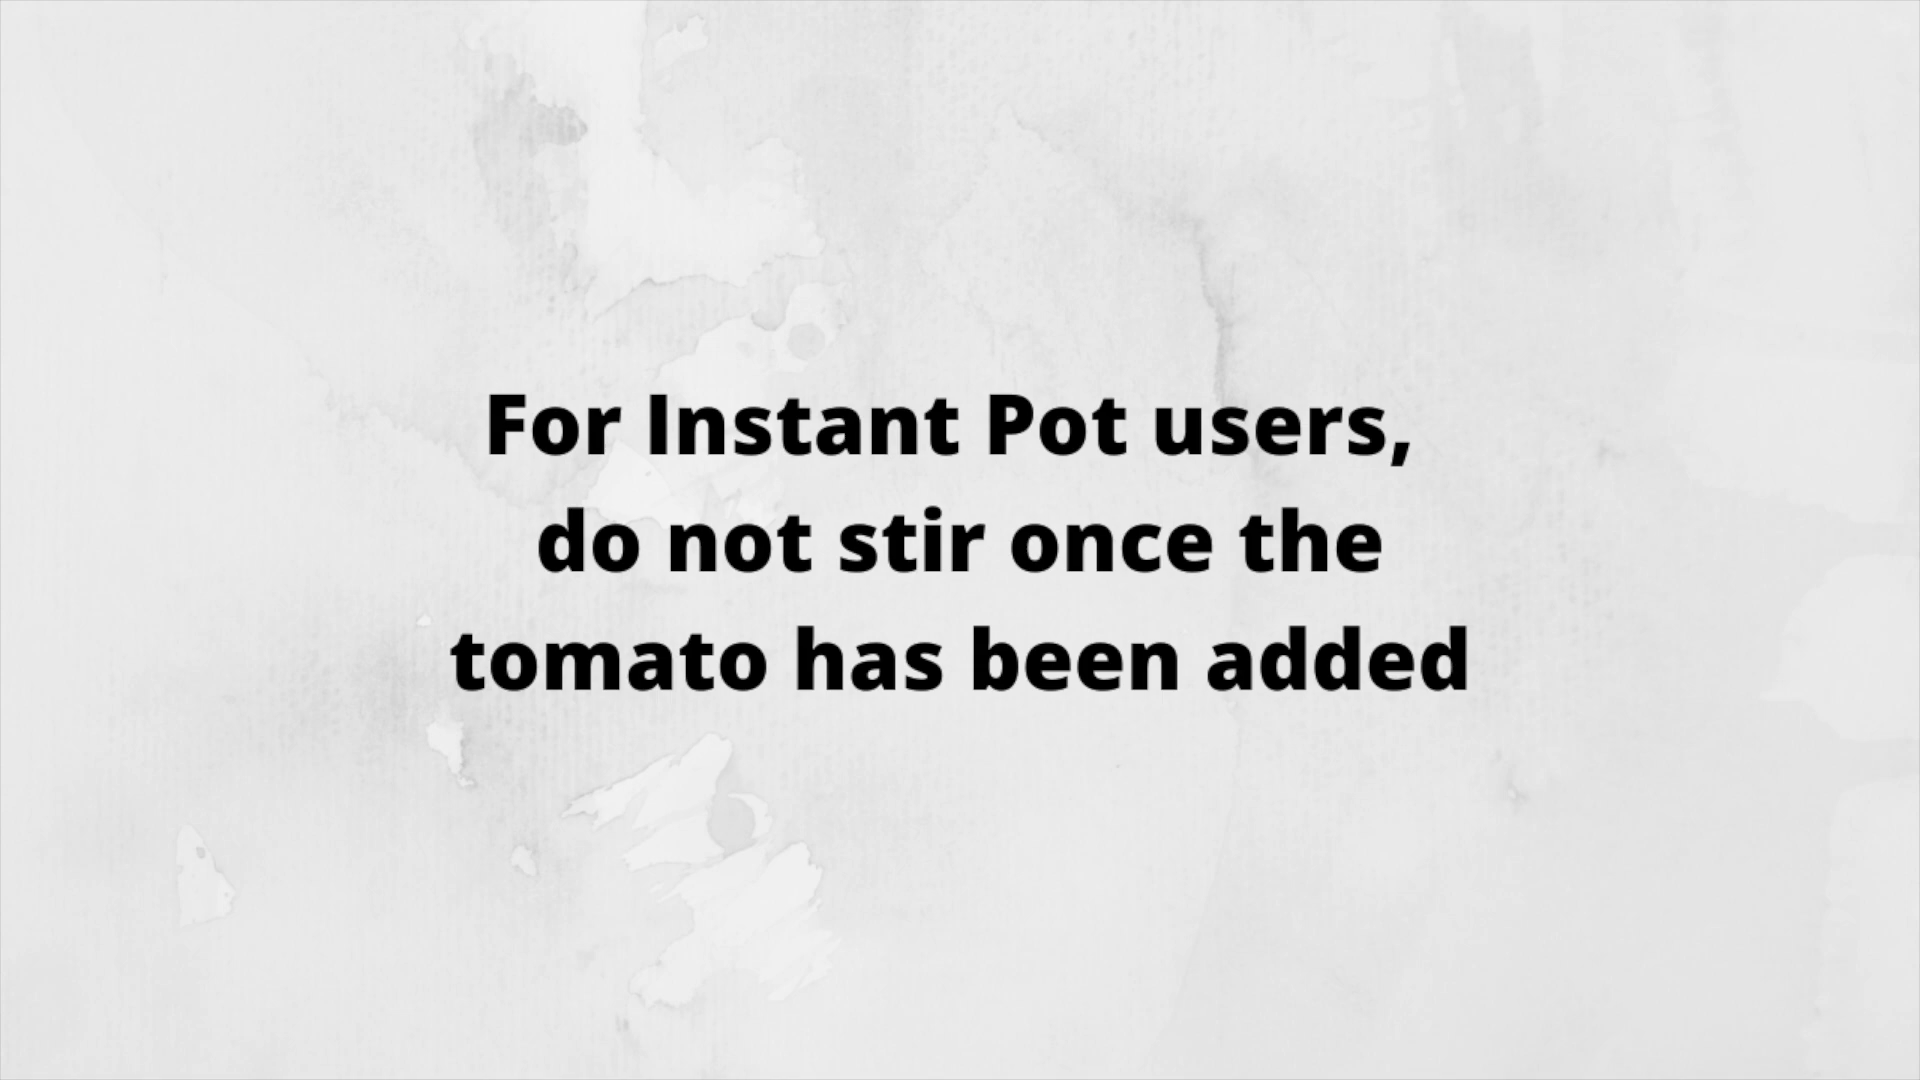 For Instant Pot users,
do not stir once the
tomato has been added